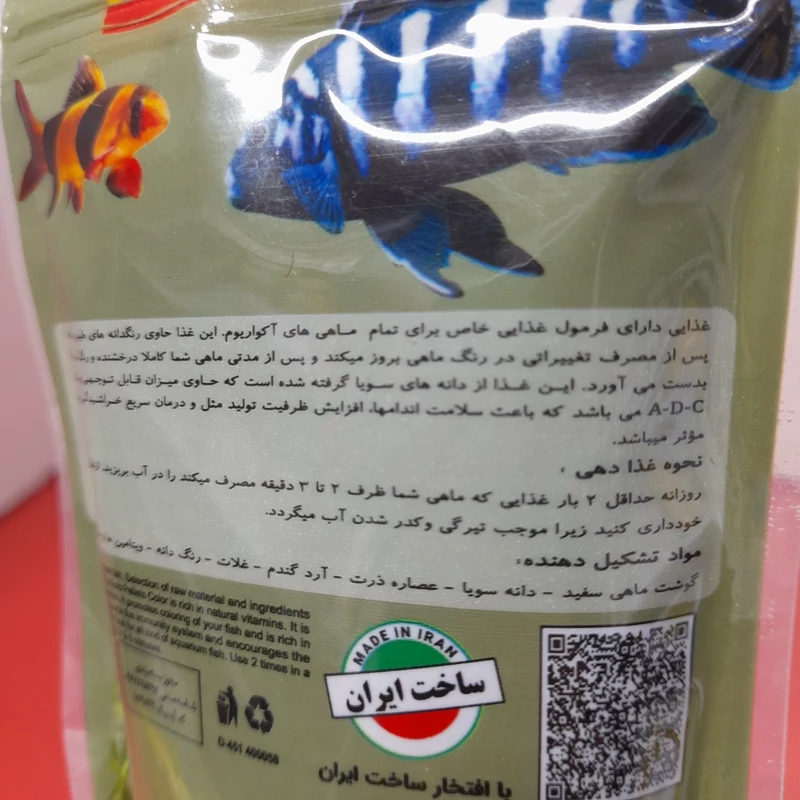 غذایی دارای فرمول غذایی خاص برای تمام ماهی های آکواریوم. این غذا حاوی رنگدانه های
پس از مصرف تغییراتی در رنگ ماهی بروز میکند و پس از مدتی ماهی شما کاملا درخشنده و
بدست می آورد. این غذا از دانه های سویا گرفته شده است که حاوی میزان قابل توجهی
A-D-C می باشد که باعث سلامت اندامها، افزایش ظرفیت تولید مثل و درمان سریع
مؤثر میباشد.
نحوه غذا دهی :
روزانه حداقل ۲ بار غذایی که ماهی شما ظرف ۲ تا ۳ دقیقه مصرف میکند را در آب بریزید.
خودداری کنید زیرا موجب تیرگی وکدر شدن آب میگردد.
مواد تشکیل دهنده:
گوشت ماهی سفید - دانه سویا - عصاره ذرت - آرد گندم - غلات - رنگ دانه - ویتامین
Selection of raw material and ingredients
Color is rich in natural vitamins. It is
promotes coloring of your fish and is rich in
immunity system and encourages the
for all kind of aquarium fish. Use 2 times in a
minutes.
MADE IN IRAN
ساخت ایران
با افتخار ساخت ایران